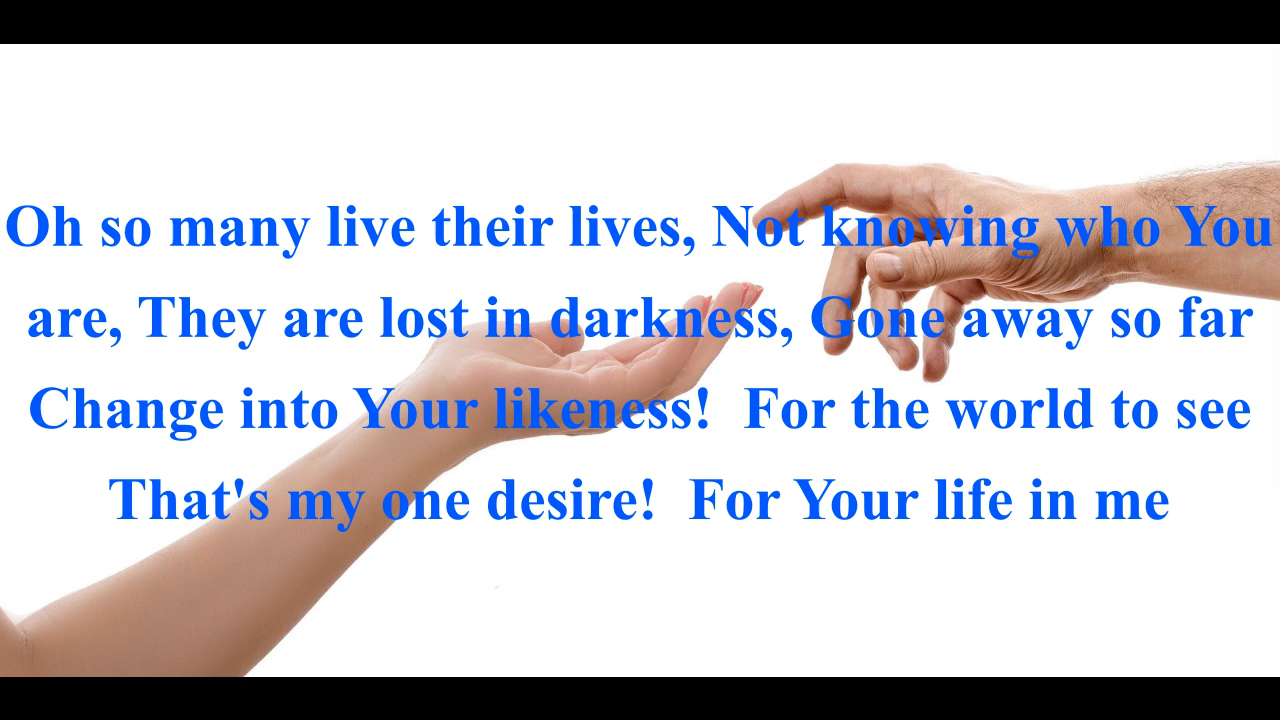 Oh so many live their lives, Not knowing who You
are, They are lost in darkness, Gone away so far
Change into Your likeness!  For the world to see
That's my one desire!  For Your life in me